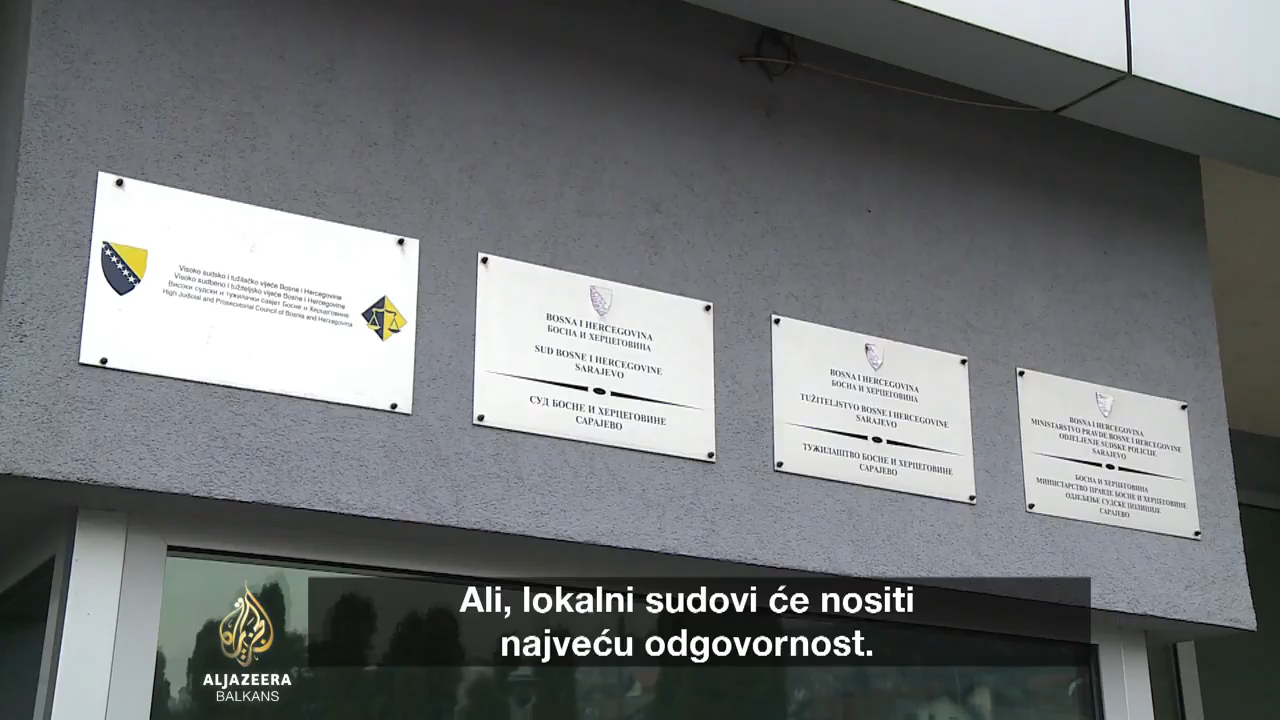 Visoko sudsko i tužilačko vijeće Bosne i Hercegovine
Visoko sudbeno i tužiteljsko vijeće Bosne i Hercegovine
Високи судски и тужилачки савјет Босне и Херцеговине
High Judicial and Prosecutorial Council of Bosnia and Herzegovina
BOSNA I HERCEGOVINA
БОСНА И ХЕРЦЕГОВИНА
SUD BOSNE I HERCEGOVINE
SARAJEVO
СУД БОСНЕ И ХЕРЦЕГОВИНЕ
САРАЈЕВО
BOSNA I HERCEGOVINA
БОСНА И ХЕРЦЕГОВИНА
TUŽITELJSTVO BOSNE I HERCEGOVINE
SARAJEVO
ТУЖИЛАШТВО БОСНЕ И ХЕРЦЕГОВИНЕ
САРАЈЕВО
BOSNA I HERCEGOVINA
MINISTARSTVO PRAVDE BOSNE I HERCEGOVINE
ODJELJENJE SUDSKE POLICIJE
SARAJEVO
БОСНА И ХЕРЦЕГОВИНА
МИНИСТАРСТВО ПРАВДЕ БОСНЕ И ХЕРЦЕГОВИНЕ
ОДЈЕЉЕЊЕ СУДСКЕ ПОЛИЦИЈЕ
САРАЈЕВО
Ali, lokalni sudovi će nositi
najveću odgovornost.
ALJAZEERA
BALKANS